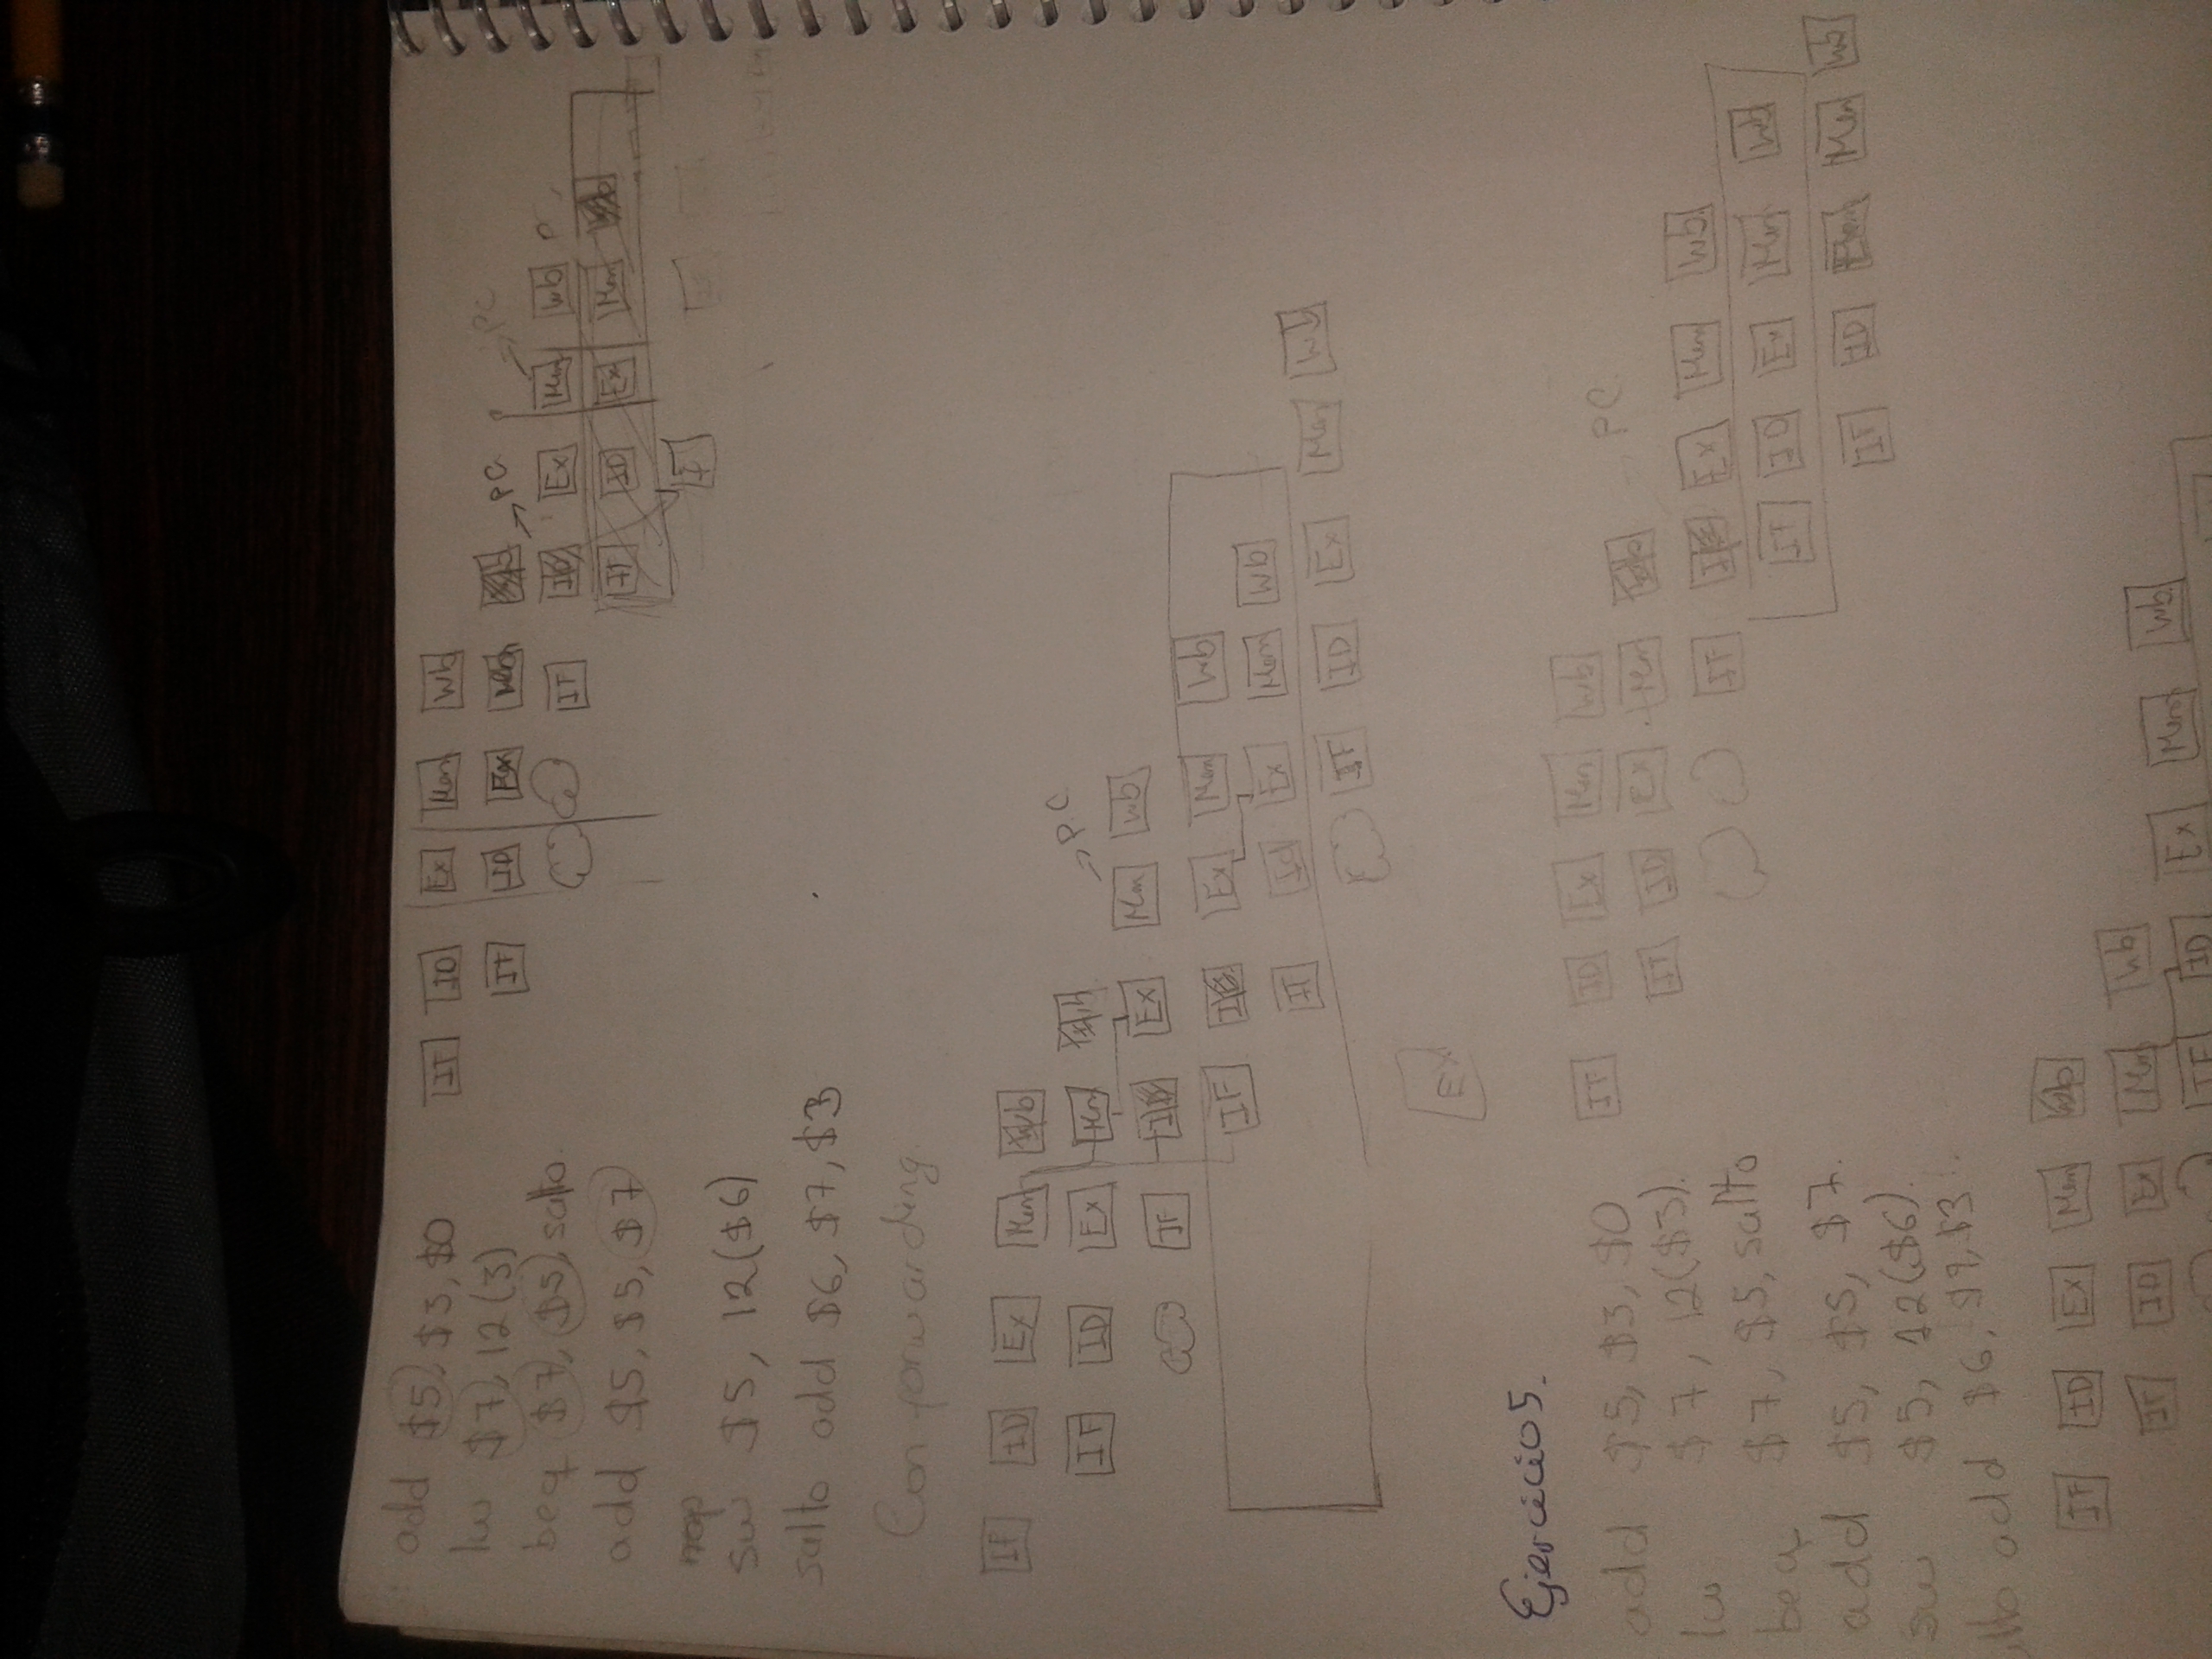 add $5, $3, $0 IF ID Ex Mem Wb
lw $7, 12(3) IF ID Ex Mem
beq $7, $5, salto IF ID Ex Mem Wb
PC
PC
add $5, $5, $7 IF ID Ex Mem
nop
sw $5, 12($6)
salto add $6, $7, $3
Con forwarding
IF ID Ex Mem Wb
IF ID Ex Mem
PC
IF ID Ex Mem Wb
IF ID Ex Mem Wb
IF Id Ex Mem Wb
IF ID Ex Mem Wb
Ex
Ejercicio 5.
add $5, $3, $0 IF ID Ex Mem Wb
lw $7, 12($3). IF ID Ex Mem PC
beq $7, $5, salto IF ID Ex Mem Wb
add $5, $5, $7. IF ID Ex Mem Wb
sw $5, 12($6). IF ID Mem Wb
lto add $6, $7, $3
IF ID Ex Mem Wb
IF ID Ex Mem Wb
IF ID Ex Mem Wb